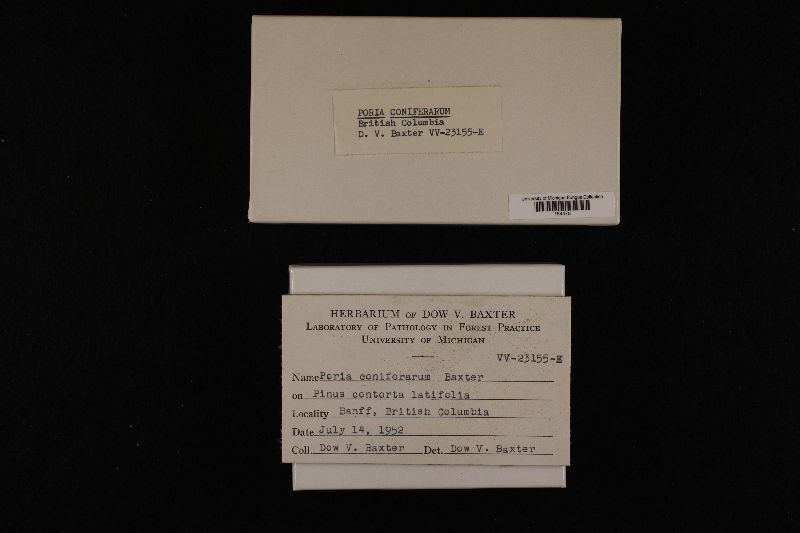 PORIA CONIFERARUM
British Columbia
D. V. Baxter VV-23155-E
University of Michigan Fungus Collection
HERBARIUM OF DOW V. BAXTER
LABORATORY OF PATHOLOGY IN FOREST PRACTICE
UNIVERSITY OF MICHIGAN
VV-23155-E
Name Poria coniferarum Baxter
on Pinus contorta latifolia
Locality Banff, British Columbia
Date July 14, 1952
Coll. Dow V. Baxter Det. Dow V. Baxter